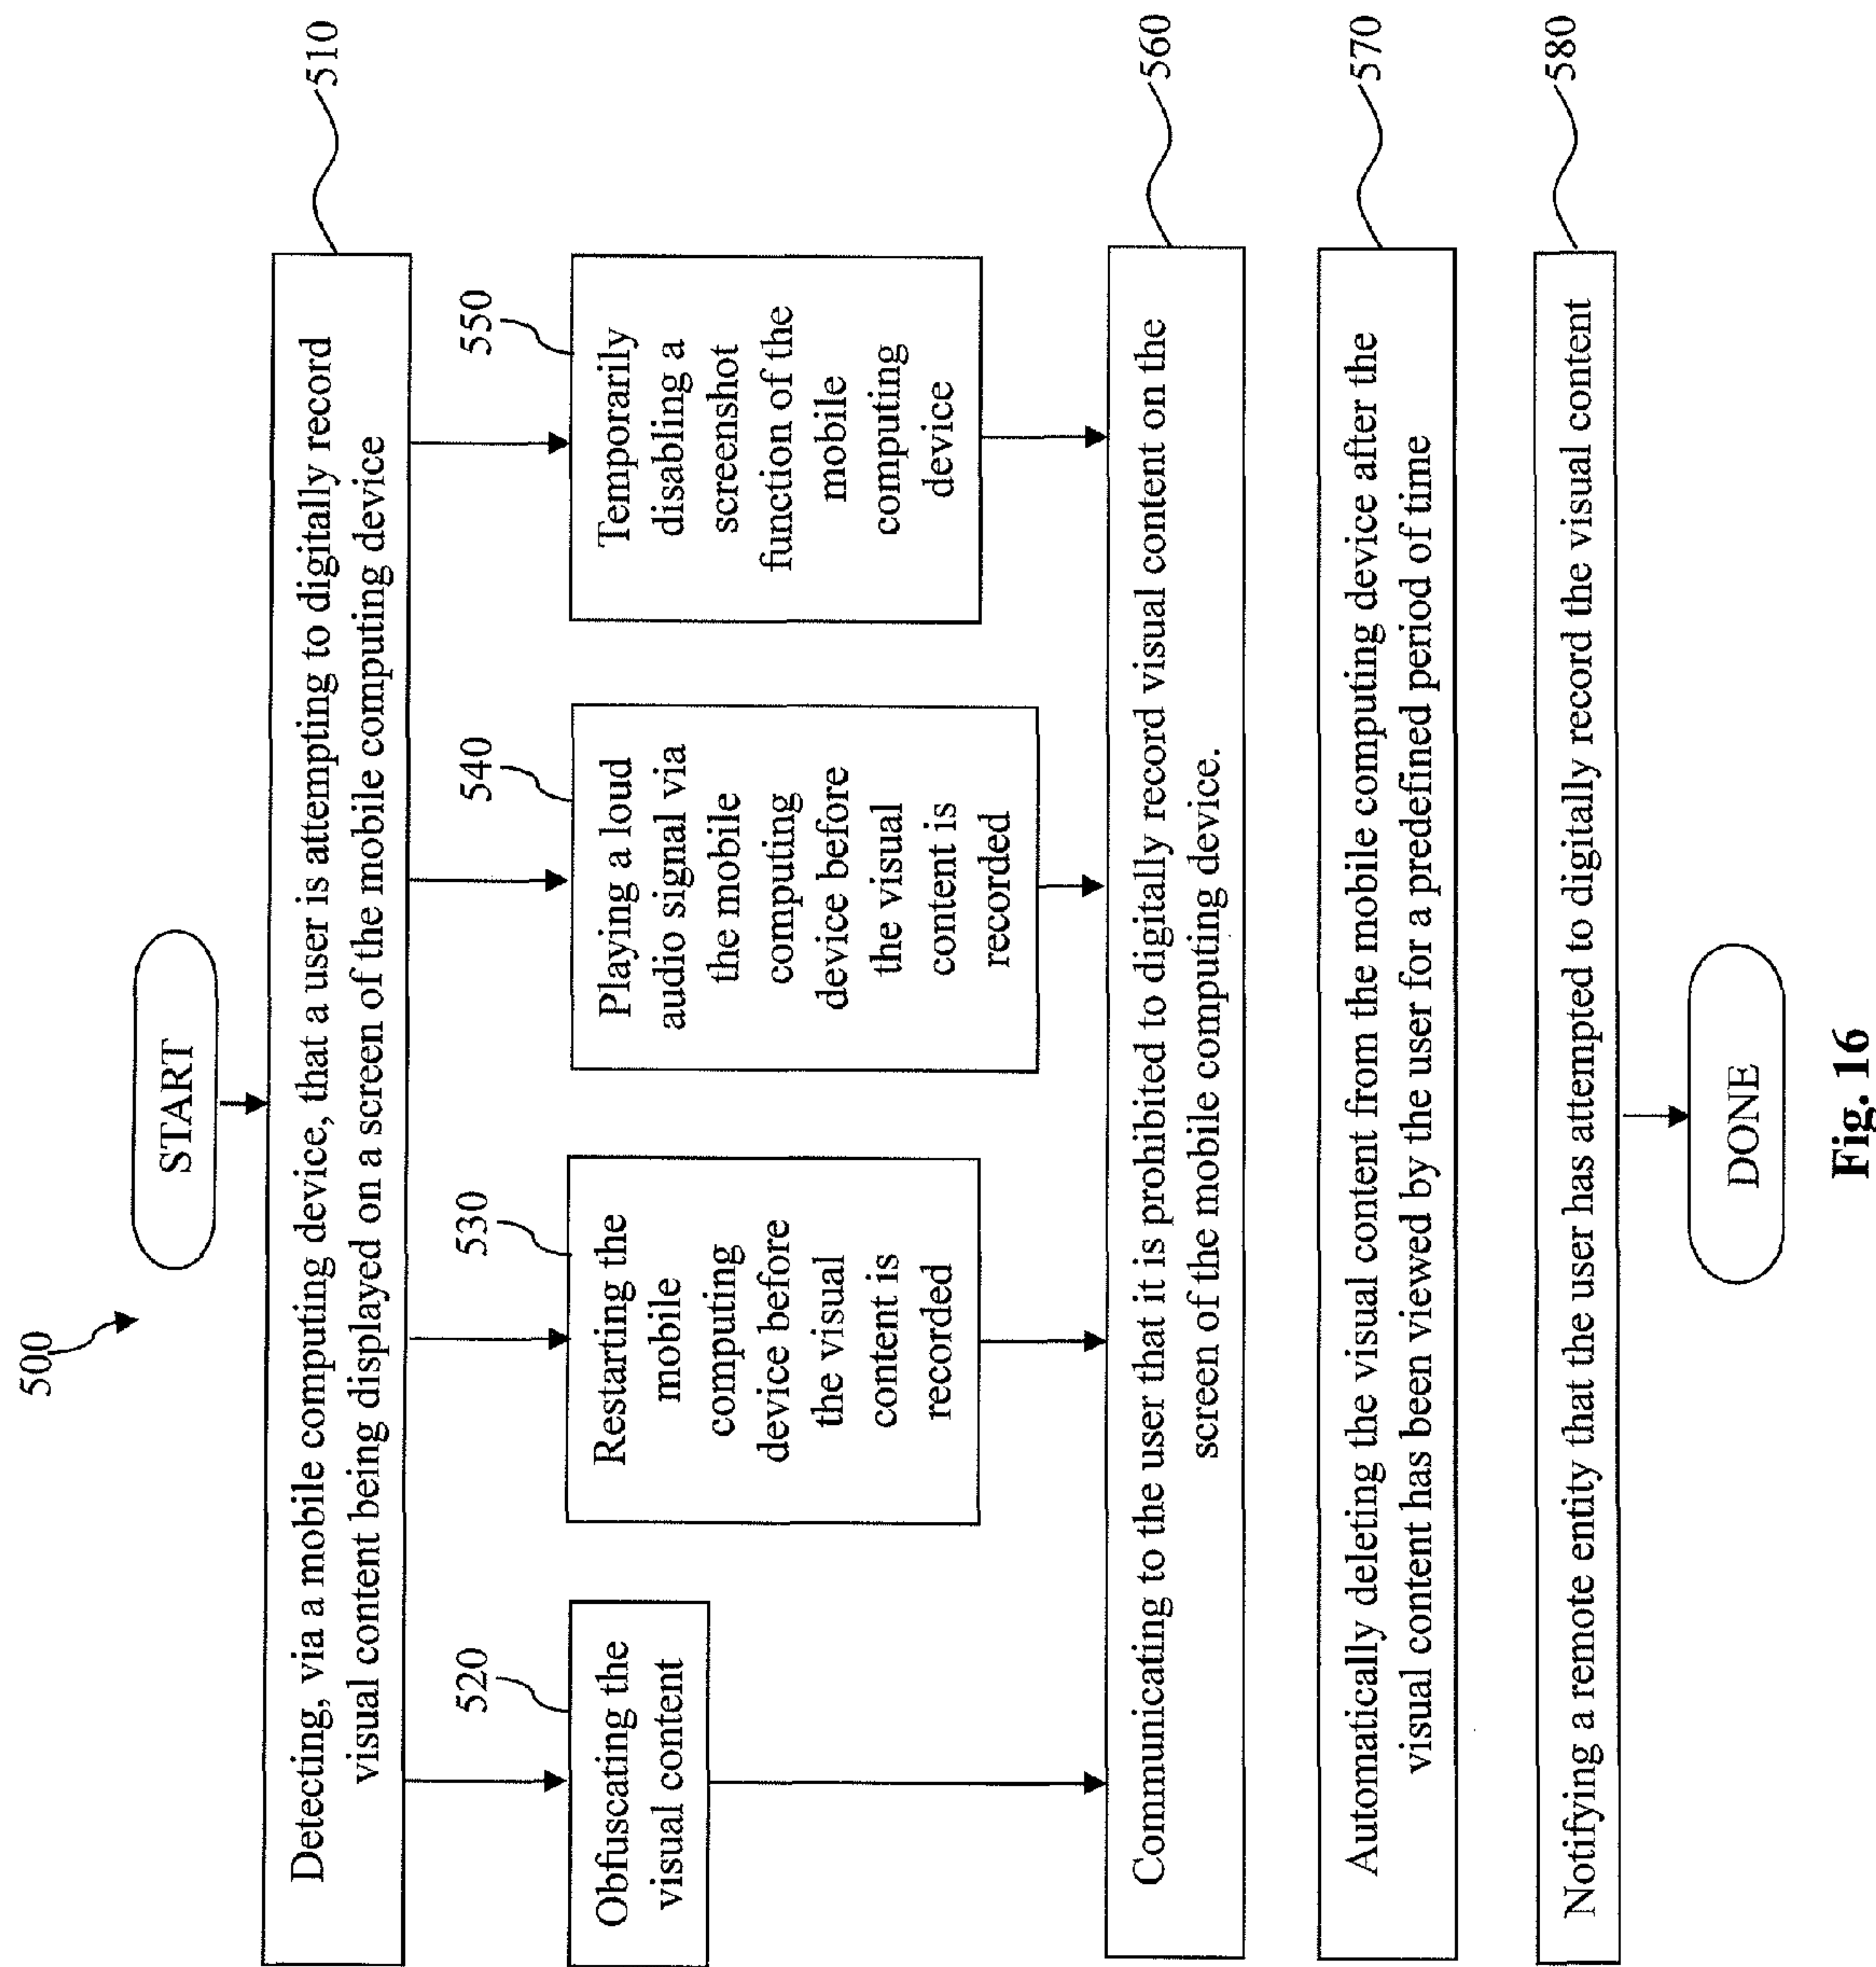 500
START
510
Detecting, via a mobile computing device, that a user is attempting to digitally record
visual content being displayed on a screen of the mobile computing device
520
Obfuscating the
visual content
530
Restarting the
mobile
computing
device before
the visual
content is
recorded
540
Playing a loud
audio signal via
the mobile
computing
device before
the visual
content is
recorded
550
Temporarily
disabling a
screenshot
function of the
mobile
computing
device
560
Communicating to the user that it is prohibited to digitally record visual content on the
screen of the mobile computing device.
570
Automatically deleting the visual content from the mobile computing device after the
visual content has been viewed by the user for a predefined period of time
580
Notifying a remote entity that the user has attempted to digitally record the visual content
DONE
Fig. 16